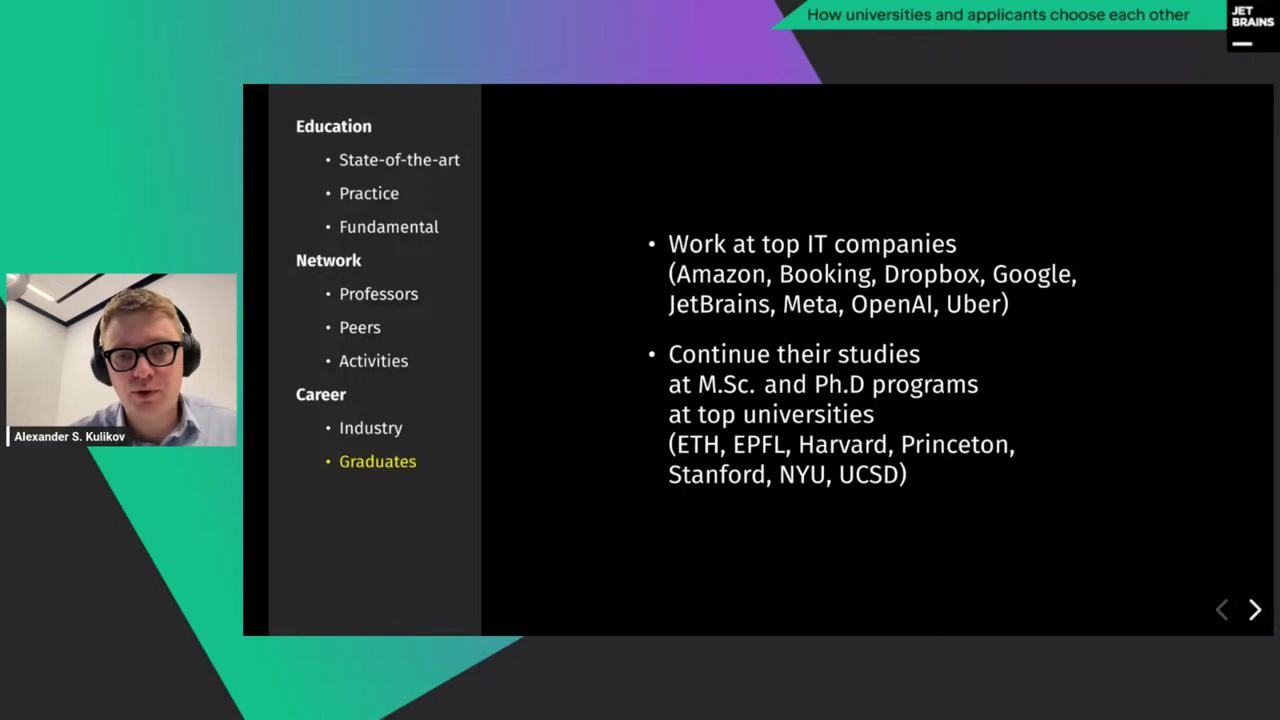 How universities and applicants choose each other
JET
BRAINS
Education
• State-of-the-art
• Practice
• Fundamental
Network
• Professors
• Peers
• Activities
Career
• Industry
• Graduates
• Work at top IT companies
(Amazon, Booking, Dropbox, Google,
JetBrains, Meta, OpenAI, Uber)
• Continue their studies
at M.Sc. and Ph.D programs
at top universities
(ETH, EPFL, Harvard, Princeton,
Stanford, NYU, UCSD)
Alexander S. Kulikov